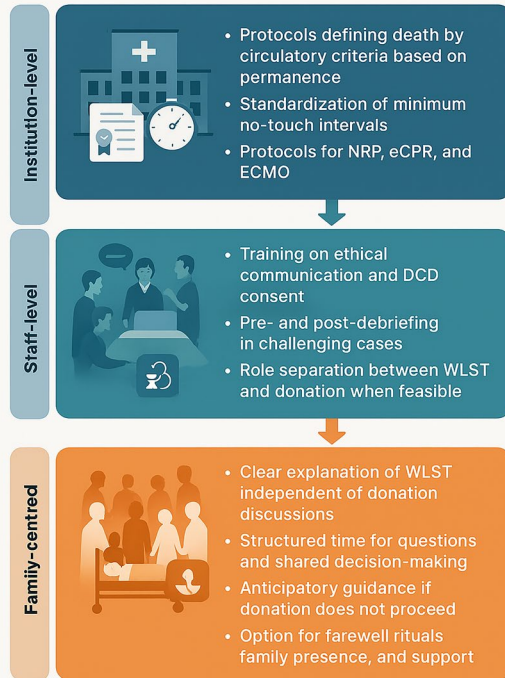 Institution-level
• Protocols defining death by
circulatory criteria based on
permanence
• Standardization of minimum
no-touch intervals
• Protocols for NRP, eCPR, and
ECMO
Staff-level
• Training on ethical
communication and DCD
consent
• Pre- and post-debriefing
in challenging cases
• Role separation between WLST
and donation when feasible
Family-centred
• Clear explanation of WLST
independent of donation
discussions
• Structured time for questions
and shared decision-making
• Anticipatory guidance if
donation does not proceed
• Option for farewell rituals
family presence, and support